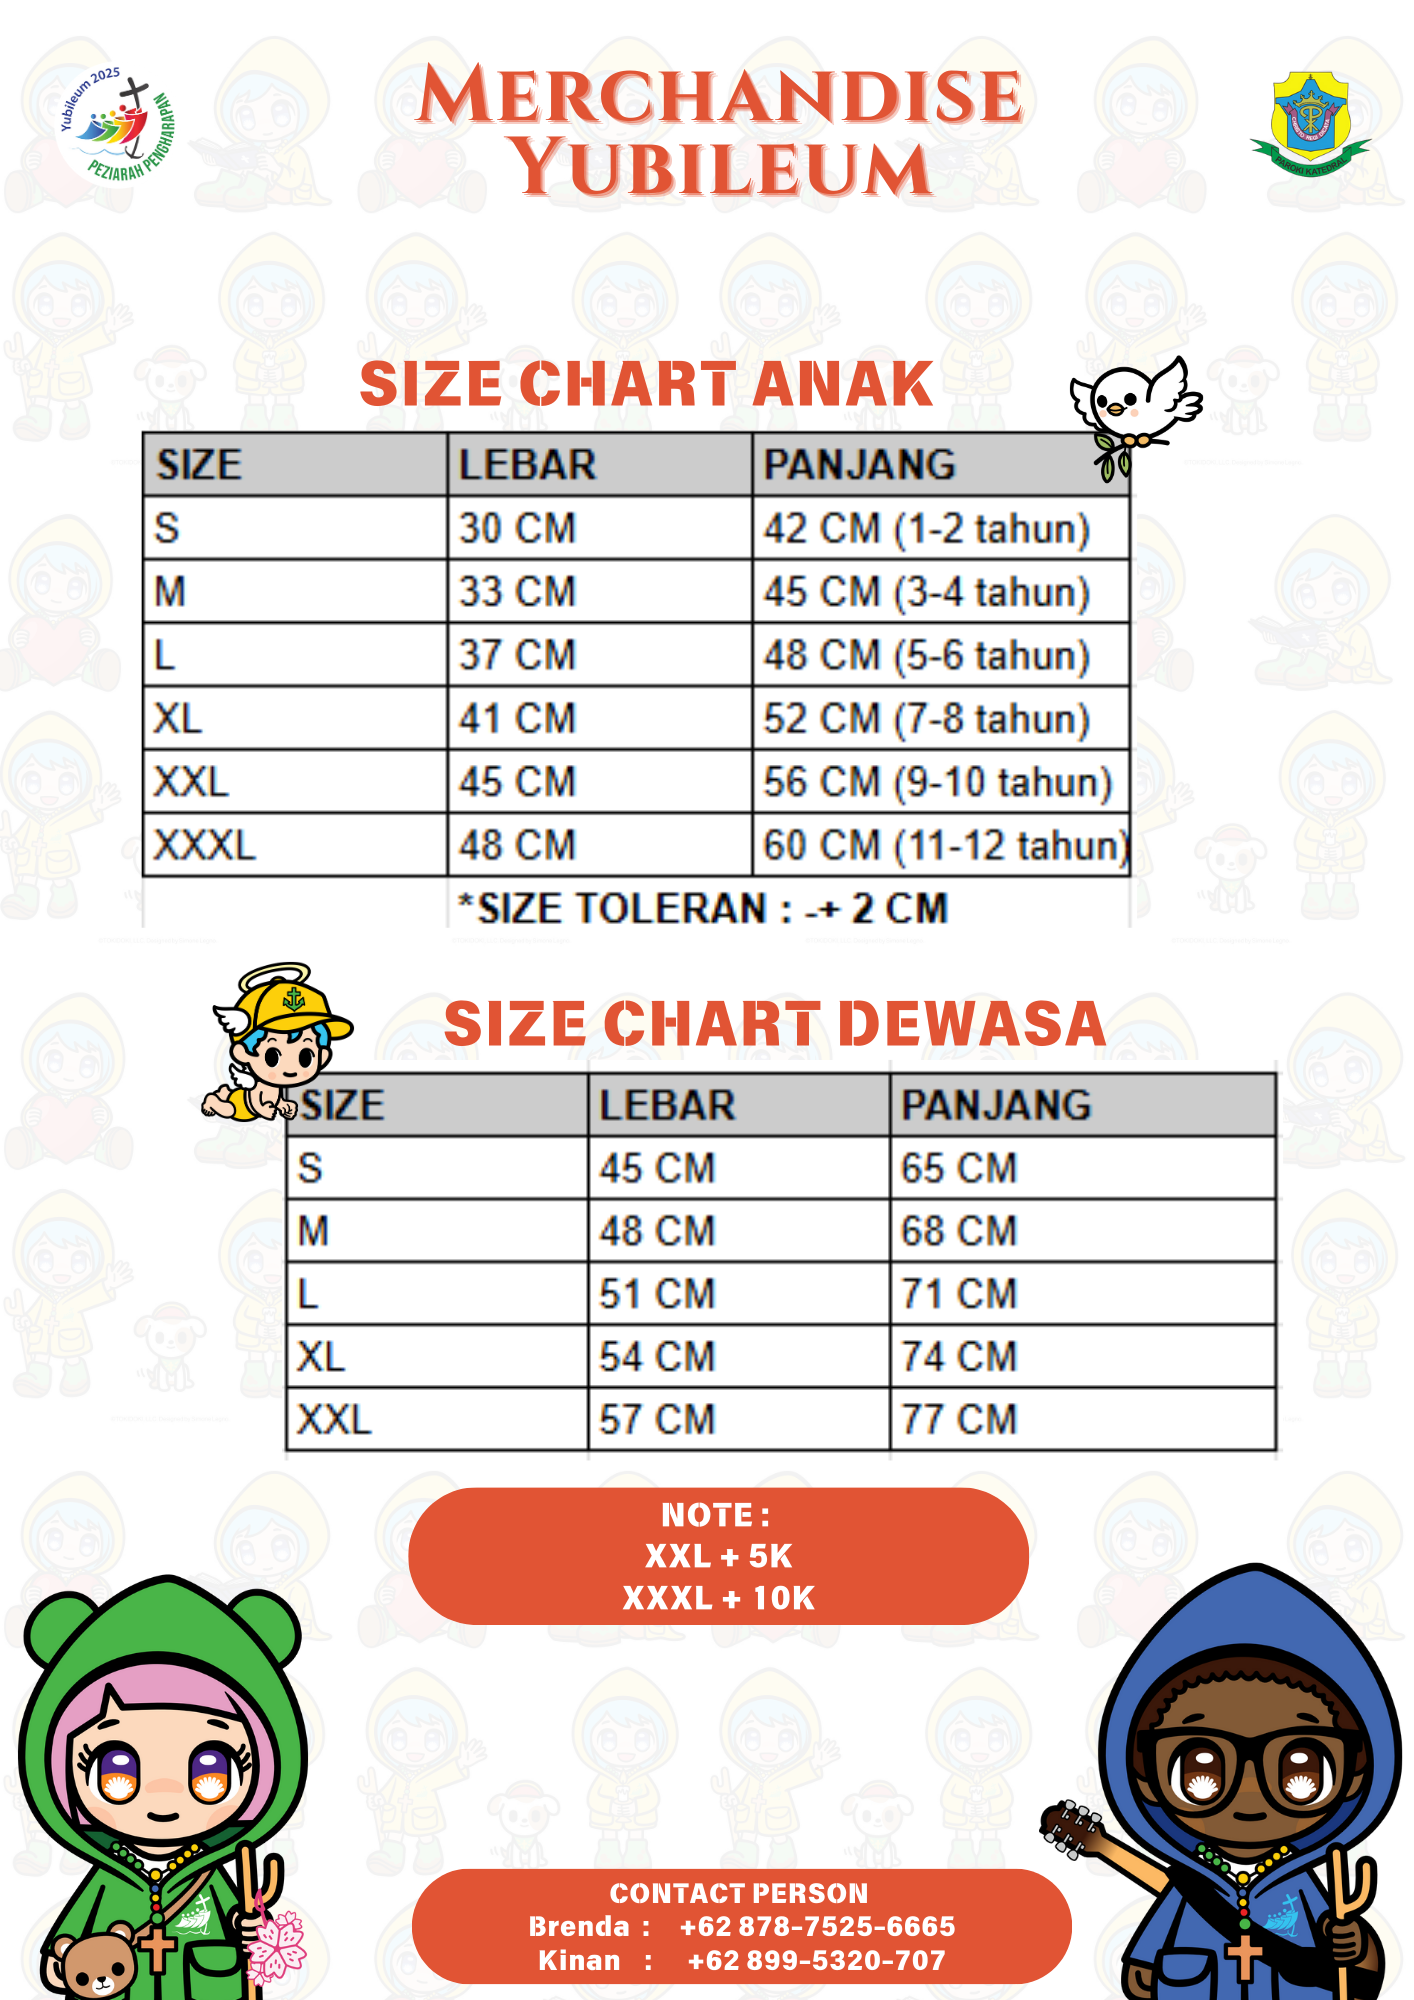 Yubileum 2025
PEZIARAH PENGHARAPAN
MERCHANDISE
YUBILEUM
PAROKI KATEDRAL
SIZE CHART ANAK
SIZE LEBAR PANJANG
S 30 CM 42 CM (1-2 tahun)
M 33 CM 45 CM (3-4 tahun)
L 37 CM 48 CM (5-6 tahun)
XL 41 CM 52 CM (7-8 tahun)
XXL 45 CM 56 CM (9-10 tahun)
XXXL 48 CM 60 CM (11-12 tahun)
*SIZE TOLERAN : -+ 2 CM
SIZE CHART DEWASA
SIZE LEBAR PANJANG
S 45 CM 65 CM
M 48 CM 68 CM
L 51 CM 71 CM
XL 54 CM 74 CM
XXL 57 CM 77 CM
NOTE :
XXL + 5K
XXXL + 10K
CONTACT PERSON
Brenda : +62 878-7525-6665
Kinan : +62 899-5320-707